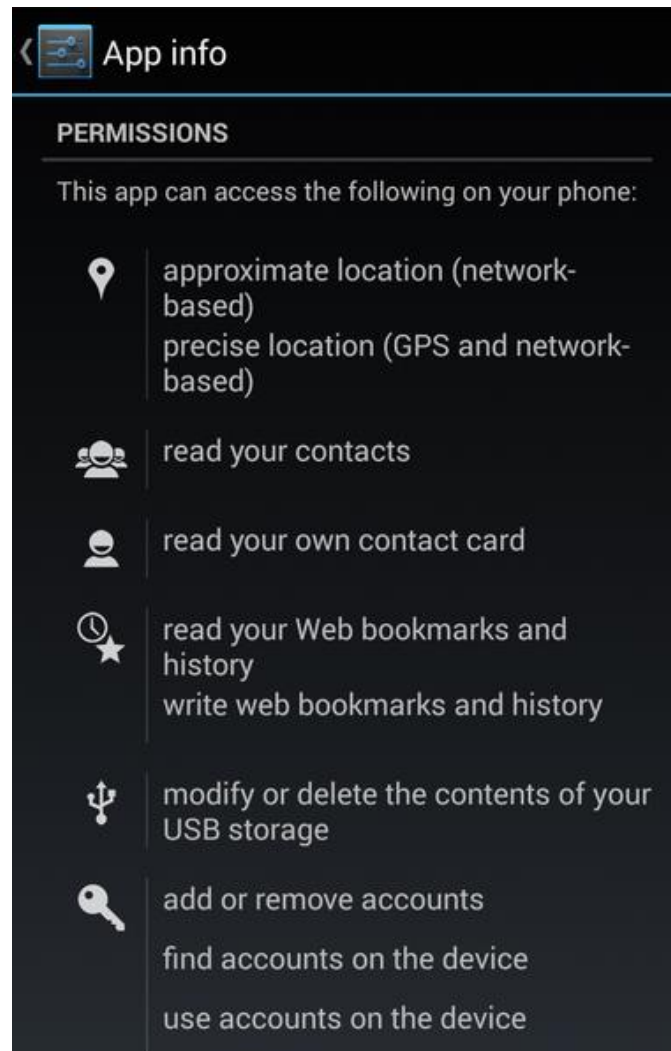 App info
PERMISSIONS
This app can access the following on your phone:
approximate location (network-
based)
precise location (GPS and network-
based)
read your contacts
read your own contact card
read your Web bookmarks and
history
write web bookmarks and history
modify or delete the contents of your
USB storage
add or remove accounts
find accounts on the device
use accounts on the device